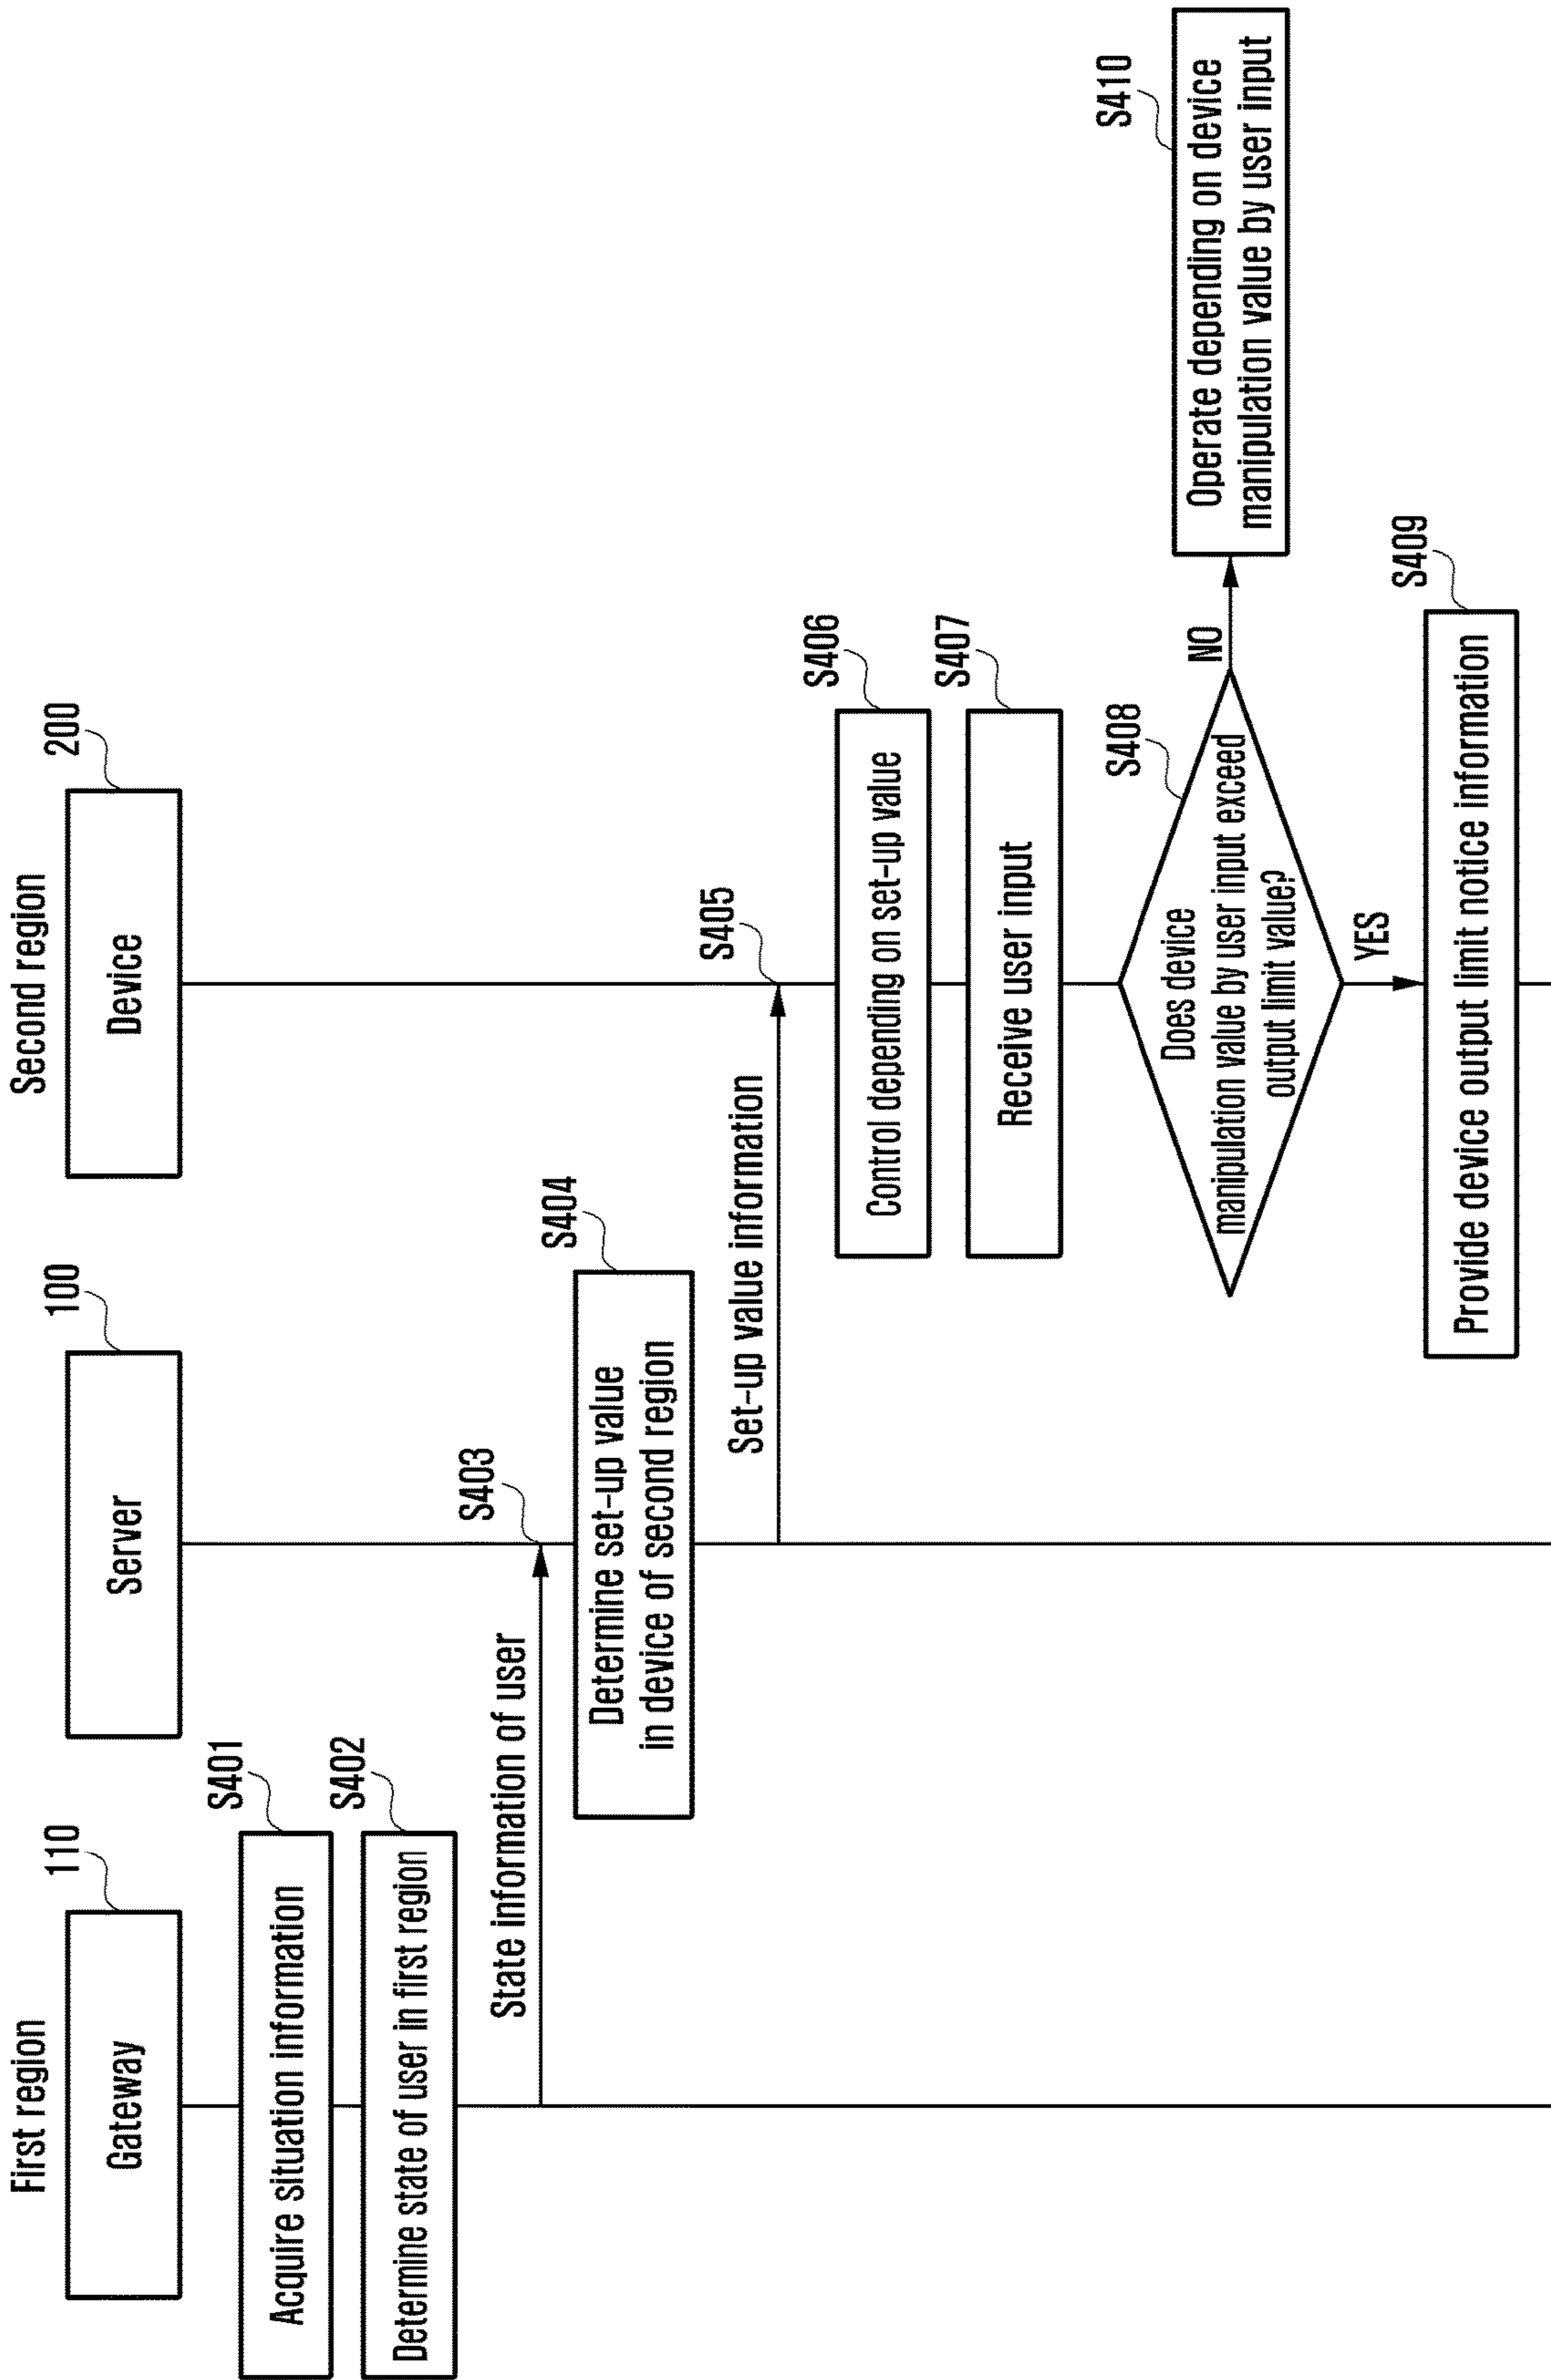 First region
Second region
110
100
200
Gateway
Server
Device
S401
Acquire situation information
S402
Determine state of user in first region
State information of user
S403
S404
Determine set-up value
in device of second region
Set-up value information
S405
S406
Control depending on set-up value
S407
Receive user input
S408
Does device
manipulation value by user input exceed
output limit value?
NO
YES
S410
Operate depending on device
manipulation value by user input
S409
Provide device output limit notice information